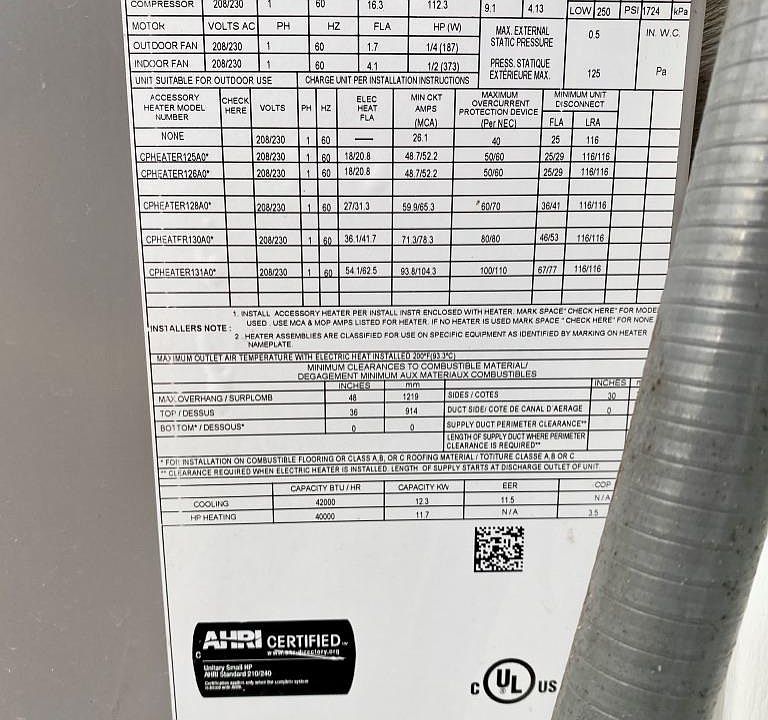 COMPRESSOR 208/230 1 60 16.3 112.3 9.1 4.13 LOW 250 PSI 1724 kPa
MOTOR VOLTS AC PH HZ FLA HP (W)
OUTDOOR FAN 208/230 1 60 1.7 1/4 (187)
INDOOR FAN 208/230 1 60 4.1 1/2 (373)
MAX. EXTERNAL STATIC PRESSURE 0.5 IN. W.C.
PRESS. STATIQUE EXTÉRIEURE MAX. 125 Pa
UNIT SUITABLE FOR OUTDOOR USE CHARGE UNIT PER INSTALLATION INSTRUCTIONS
ACCESSORY HEATER MODEL NUMBER CHECK HERE VOLTS PH HZ ELEC HEAT FLA MIN CKT AMPS (MCA) MAXIMUM OVERCURRENT PROTECTION DEVICE (Per NEC) MINIMUM UNIT DISCONNECT FLA LRA
NONE 208/230 1 60 — 26.1 40 25 116
CPHEATER125A0* 208/230 1 60 18/20.8 48.7/52.2 50/60 25/29 116/116
CPHEATER126A0* 208/230 1 60 18/20.8 48.7/52.2 50/60 25/29 116/116
CPHEATER128A0* 208/230 1 60 27/31.3 59.9/65.3 60/70 36/41 116/116
CPHEATER130A0* 208/230 1 60 36.1/41.7 71.3/78.3 80/80 46/53 116/116
CPHEATER131A0* 208/230 1 60 54.1/62.5 93.8/104.3 100/110 67/77 116/116
INSTALLERS NOTE :
1. INSTALL ACCESSORY HEATER PER INSTALL INSTR ENCLOSED WITH HEATER. MARK SPACE" CHECK HERE" FOR MODE
USED . USE MCA & MOP AMPS LISTED FOR HEATER. IF NO HEATER IS USED MARK SPACE " CHECK HERE" FOR NONE
2 . HEATER ASSEMBLIES ARE CLASSIFIED FOR USE ON SPECIFIC EQUIPMENT AS IDENTIFIED BY MARKING ON HEATER
NAMEPLATE.
MAXIMUM OUTLET AIR TEMPERATURE WITH ELECTRIC HEAT INSTALLED 200°F(93.3°C)
MINIMUM CLEARANCES TO COMBUSTIBLE MATERIAL/
DEGAGEMENT MINIMUM AUX MATERIAUX COMBUSTIBLES
INCHES mm
MAX.OVERHANG / SURPLOMB 48 1219
TOP / DESSUS 36 914
BOTTOM* / DESSOUS* 0 0
INCHES
SIDES / COTES 30
DUCT SIDE/ COTE DE CANAL D'AERAGE 0
SUPPLY DUCT PERIMETER CLEARANCE**
LENGTH OF SUPPLY DUCT WHERE PERIMETER
CLEARANCE IS REQUIRED**
* FOR INSTALLATION ON COMBUSTIBLE FLOORING OR CLASS A,B, OR C ROOFING MATERIAL / TOTITURE CLASSE A,B OR C
** CLEARANCE REQUIRED WHEN ELECTRIC HEATER IS INSTALLED. LENGTH OF SUPPLY STARTS AT DISCHARGE OUTLET OF UNIT
CAPACITY BTU / HR CAPACITY KW EER COP
COOLING 42000 12.3 11.5 N/A
HP HEATING 40000 11.7 N/A 3.5
AHRI CERTIFIED
www.ahridirectory.org
Unitary Small HP
AHRI Standard 210/240
Certification applies only when the complete system
C UL US